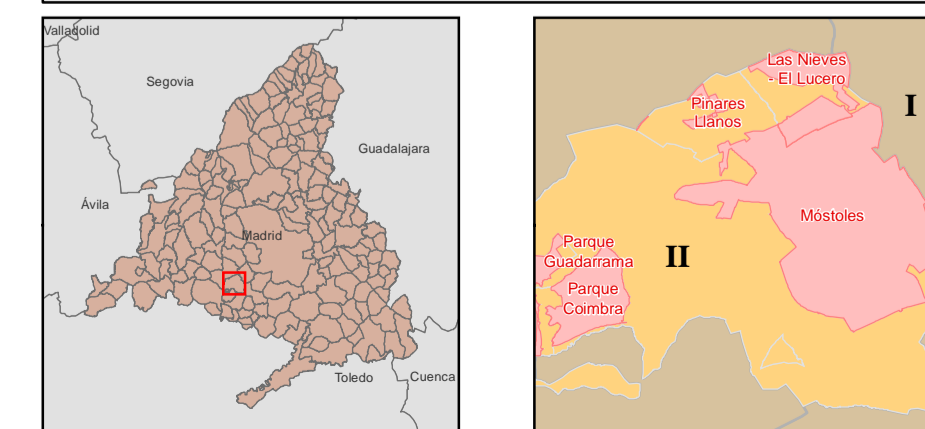 Valladolid
Segovia
Guadalajara
Ávila
Madrid
Toledo
Cuenca
Las Nieves
- El Lucero
I
Pinares
Llanos
Móstoles
Parque
Guadarrama
II
Parque
Coimbra